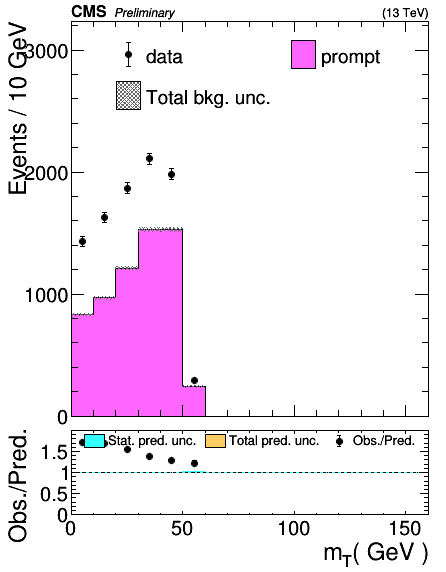 CMS Preliminary (13 TeV)
Events / 10 GeV
3000
2000
1000
0
data
prompt
Total bkg. unc.
Obs./Pred.
1.5
1
0.5
0
Stat. pred. unc. Total pred. unc. Obs./Pred.
0 50 100 150
m_T( GeV )